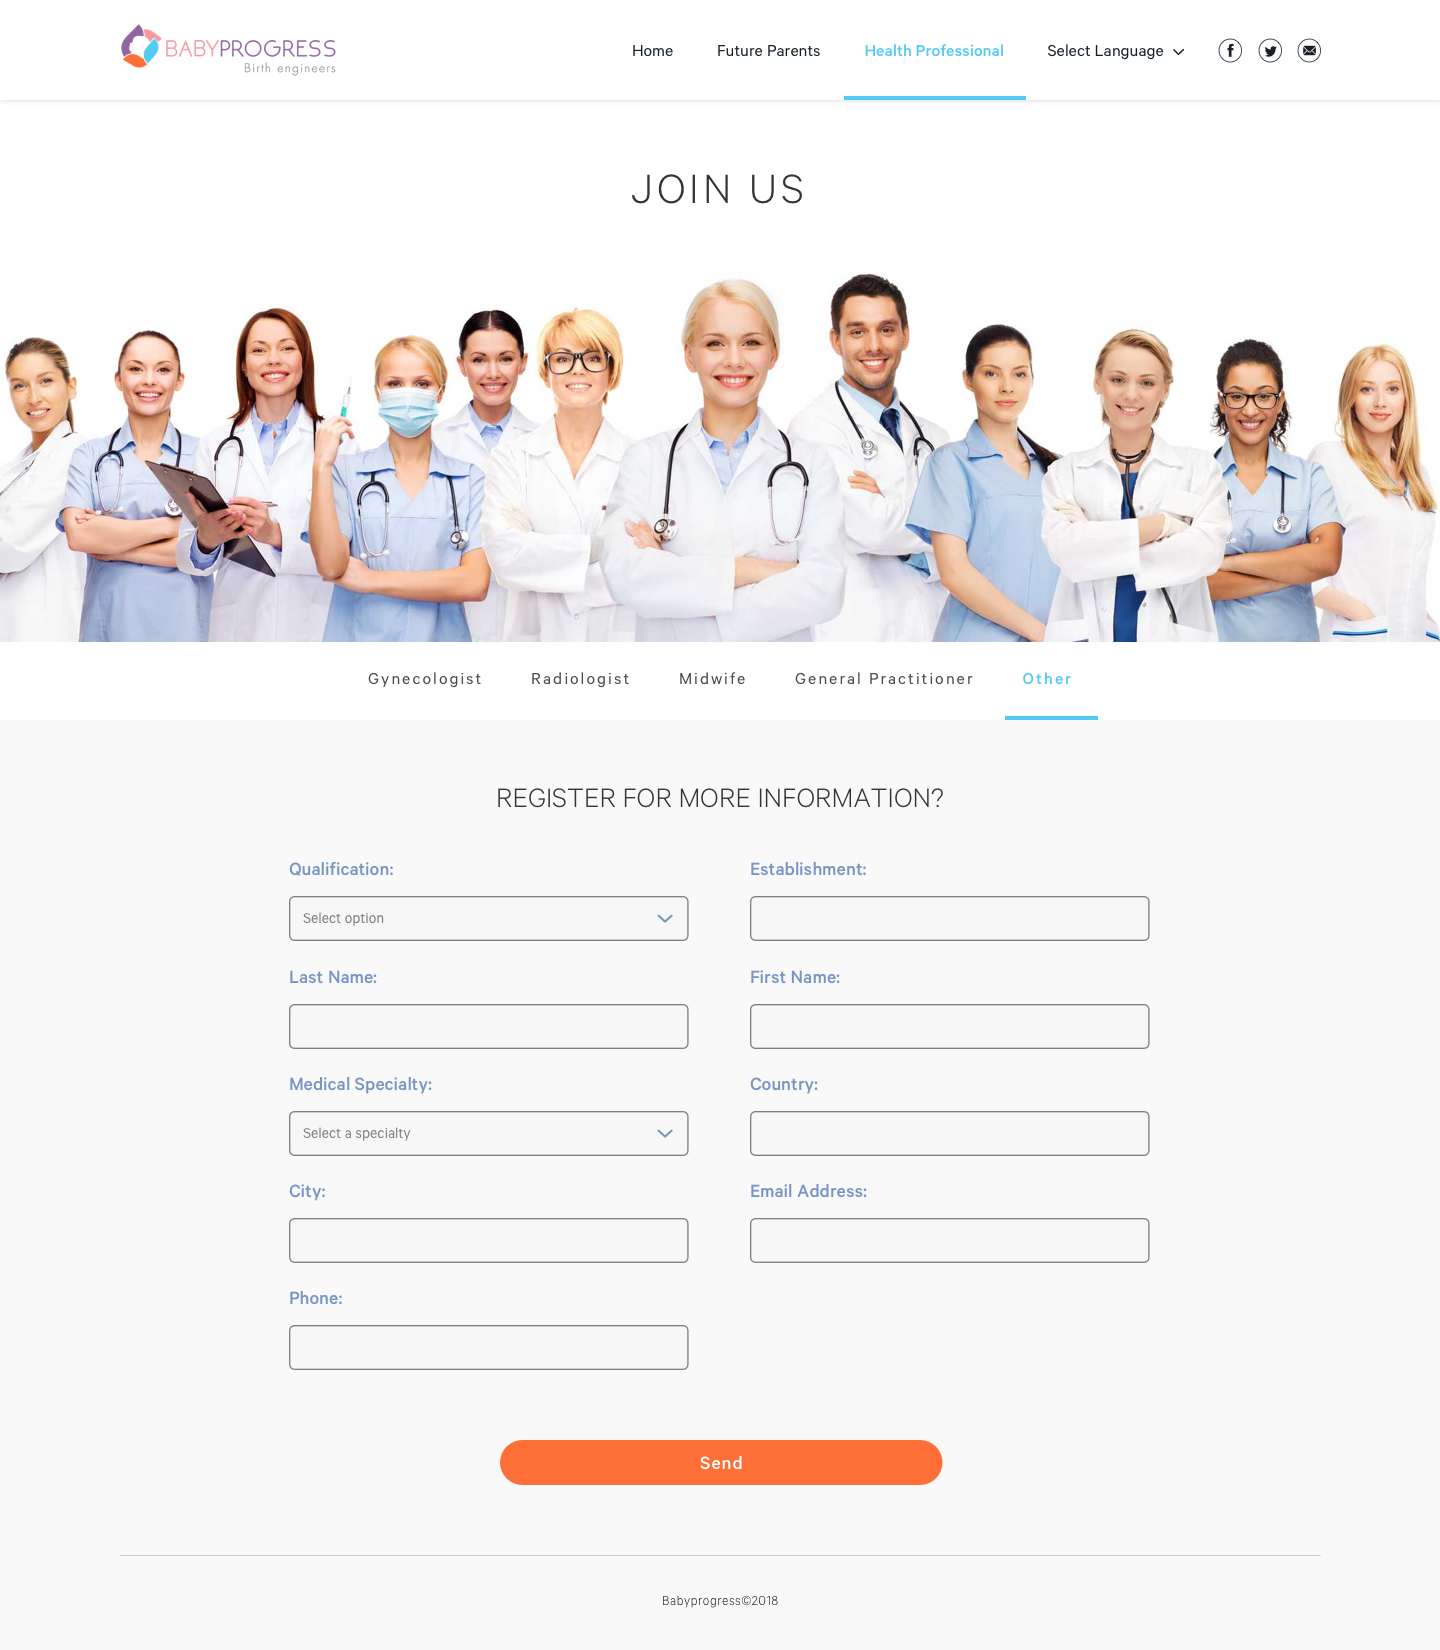 BABYPROGRESS
Birth engineers
Home Future Parents Health Professional Select Language
JOIN US
Gynecologist Radiologist Midwife General Practitioner Other
REGISTER FOR MORE INFORMATION?
Qualification: Establishment:
Select option
Last Name: First Name:
Medical Specialty: Country:
Select a specialty
City: Email Address:
Phone:
Send
Babyprogress©2018